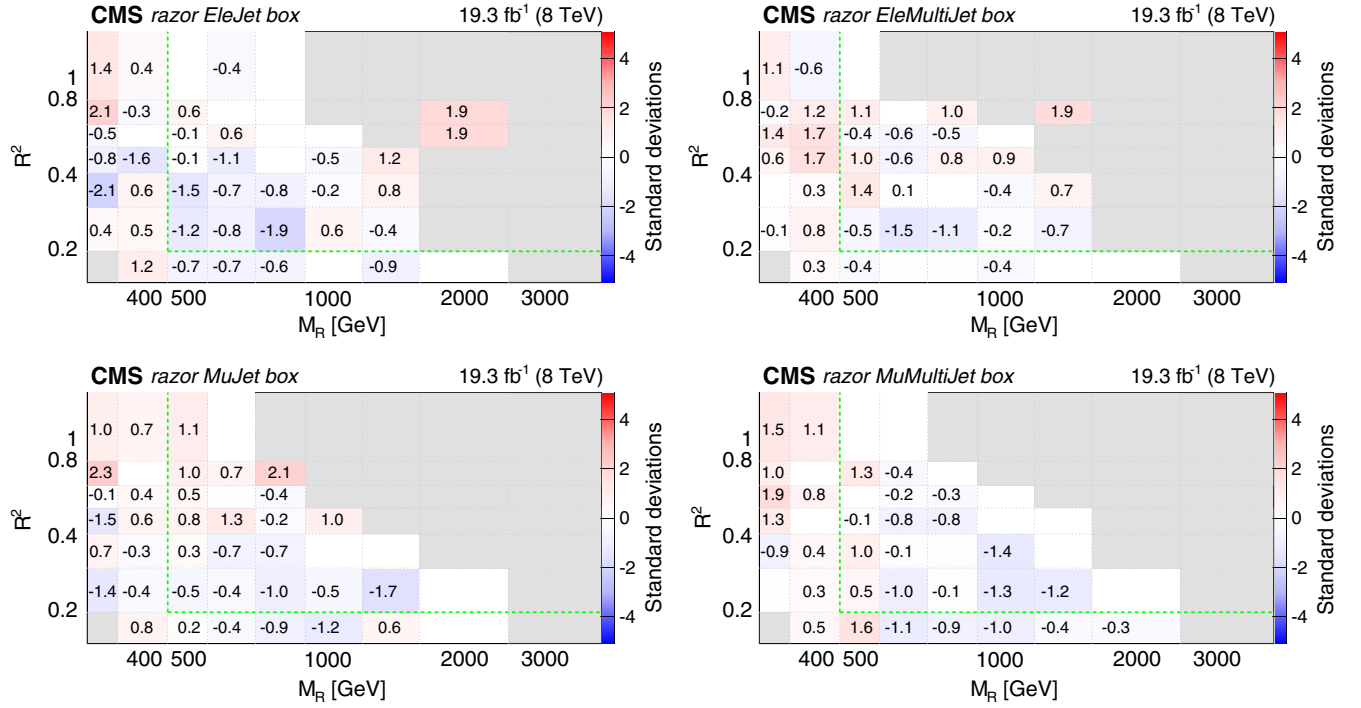 CMS razor EleJet box 19.3 fb⁻¹ (8 TeV)
1.4 0.4 -0.4
2.1 -0.3 0.6 1.9
-0.5 -0.1 0.6 1.9
-0.8 -1.6 -0.1 -1.1 -0.5 1.2
-2.1 0.6 -1.5 -0.7 -0.8 -0.2 0.8
0.4 0.5 -1.2 -0.8 -1.9 0.6 -0.4
1.2 -0.7 -0.7 -0.6 -0.9
1
0.8
0.4
0.2
R²
400 500 1000 2000 3000
M_R [GeV]
4
2
0
-2
-4
Standard deviations
CMS razor EleMultiJet box 19.3 fb⁻¹ (8 TeV)
1.1 -0.6
-0.2 1.2 1.1 1.0 1.9
1.4 1.7 -0.4 -0.6 -0.5
0.6 1.7 1.0 -0.6 0.8 0.9
0.3 1.4 0.1 -0.4 0.7
-0.1 0.8 -0.5 -1.5 -1.1 -0.2 -0.7
0.3 -0.4 -0.4
1
0.8
0.4
0.2
R²
400 500 1000 2000 3000
M_R [GeV]
4
2
0
-2
-4
Standard deviations
CMS razor MuJet box 19.3 fb⁻¹ (8 TeV)
1.0 0.7 1.1
2.3 1.0 0.7 2.1
-0.1 0.4 0.5 -0.4
-1.5 0.6 0.8 1.3 -0.2 1.0
0.7 -0.3 0.3 -0.7 -0.7
-1.4 -0.4 -0.5 -0.4 -1.0 -0.5 -1.7
0.8 0.2 -0.4 -0.9 -1.2 0.6
1
0.8
0.4
0.2
R²
400 500 1000 2000 3000
M_R [GeV]
4
2
0
-2
-4
Standard deviations
CMS razor MuMultiJet box 19.3 fb⁻¹ (8 TeV)
1.5 1.1
1.0 1.3 -0.4
1.9 0.8 -0.2 -0.3
1.3 -0.1 -0.8 -0.8
-0.9 0.4 1.0 -0.1 -1.4
0.3 0.5 -1.0 -0.1 -1.3 -1.2
0.5 1.6 -1.1 -0.9 -1.0 -0.4 -0.3
1
0.8
0.4
0.2
R²
400 500 1000 2000 3000
M_R [GeV]
4
2
0
-2
-4
Standard deviations